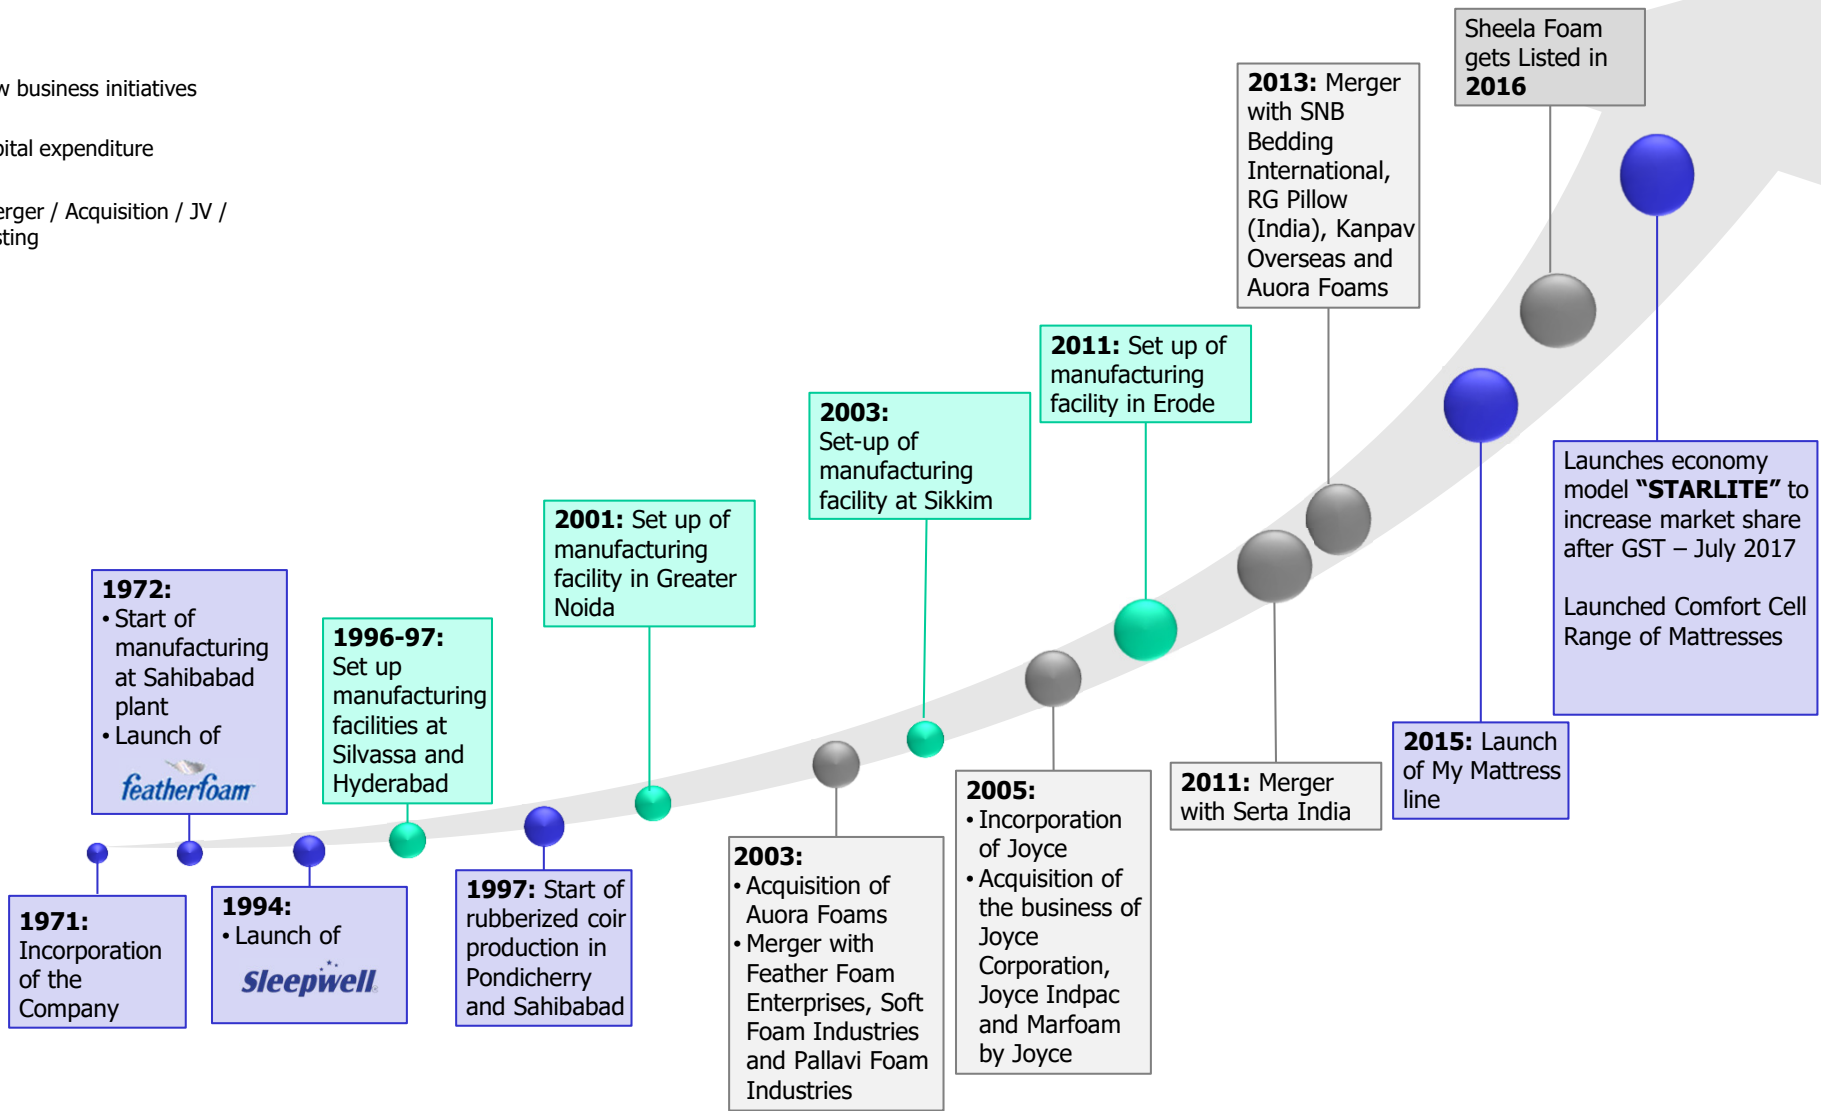 w business initiatives
pital expenditure
erger / Acquisition / JV /
sting
1971:
Incorporation
of the
Company
1972:
• Start of
manufacturing
at Sahibabad
plant
• Launch of
featherfoam
1994:
• Launch of
Sleepwell
1996-97:
Set up
manufacturing
facilities at
Silvassa and
Hyderabad
1997: Start of
rubberized coir
production in
Pondicherry
and Sahibabad
2001: Set up of
manufacturing
facility in Greater
Noida
2003:
• Acquisition of
Auora Foams
• Merger with
Feather Foam
Enterprises, Soft
Foam Industries
and Pallavi Foam
Industries
2003:
Set-up of
manufacturing
facility at Sikkim
2005:
• Incorporation
of Joyce
• Acquisition of
the business of
Joyce
Corporation,
Joyce Indpac
and Marfoam
by Joyce
2011: Set up of
manufacturing
facility in Erode
2011: Merger
with Serta India
2013: Merger
with SNB
Bedding
International,
RG Pillow
(India), Kanpav
Overseas and
Auora Foams
2015: Launch
of My Mattress
line
Sheela Foam
gets Listed in
2016
Launches economy
model “STARLITE” to
increase market share
after GST – July 2017
Launched Comfort Cell
Range of Mattresses